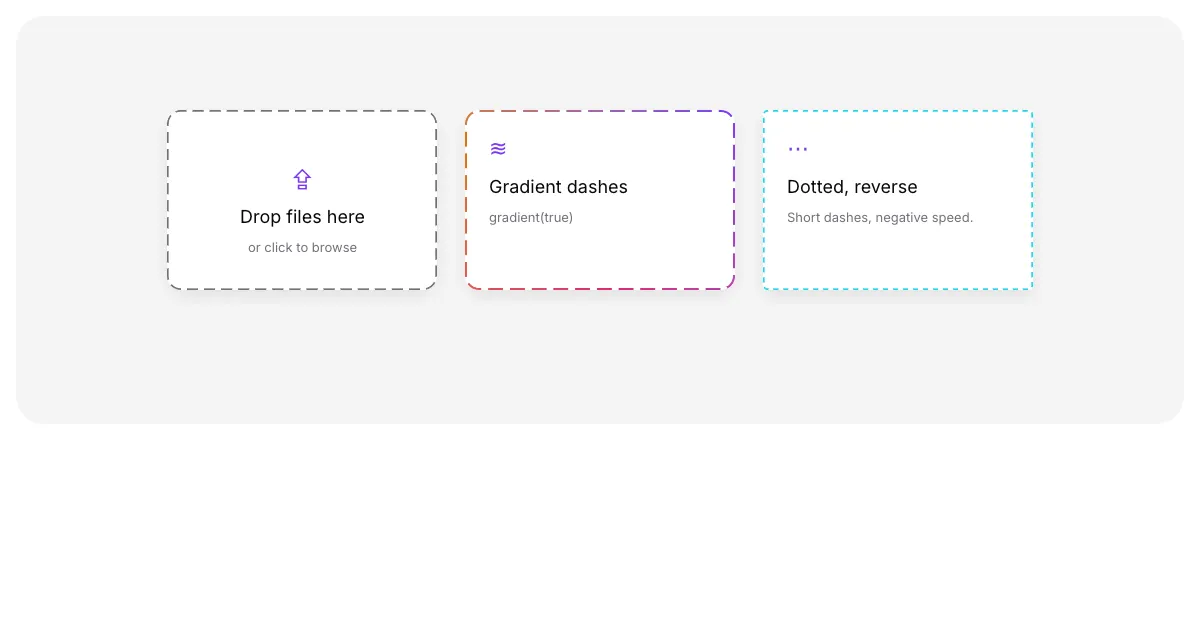 ⇪
Drop files here
or click to browse
≋
Gradient dashes
gradient(true)
⋯
Dotted, reverse
Short dashes, negative speed.